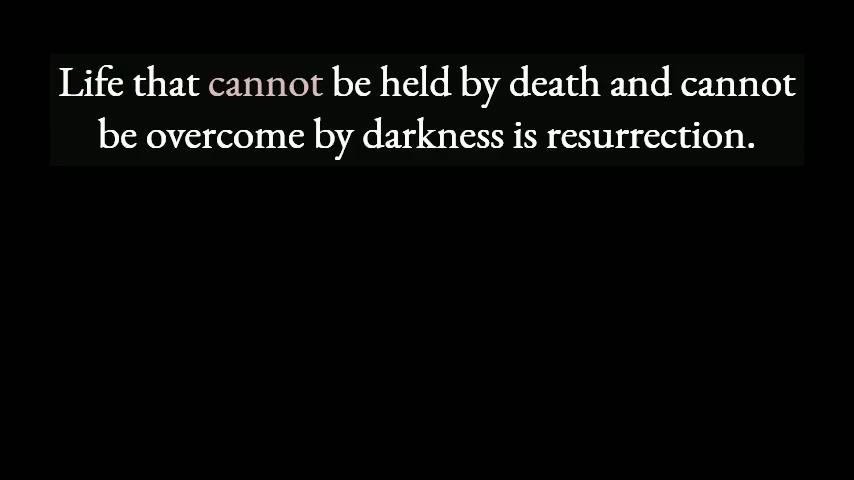 Life that cannot be held by death and cannot
be overcome by darkness is resurrection.